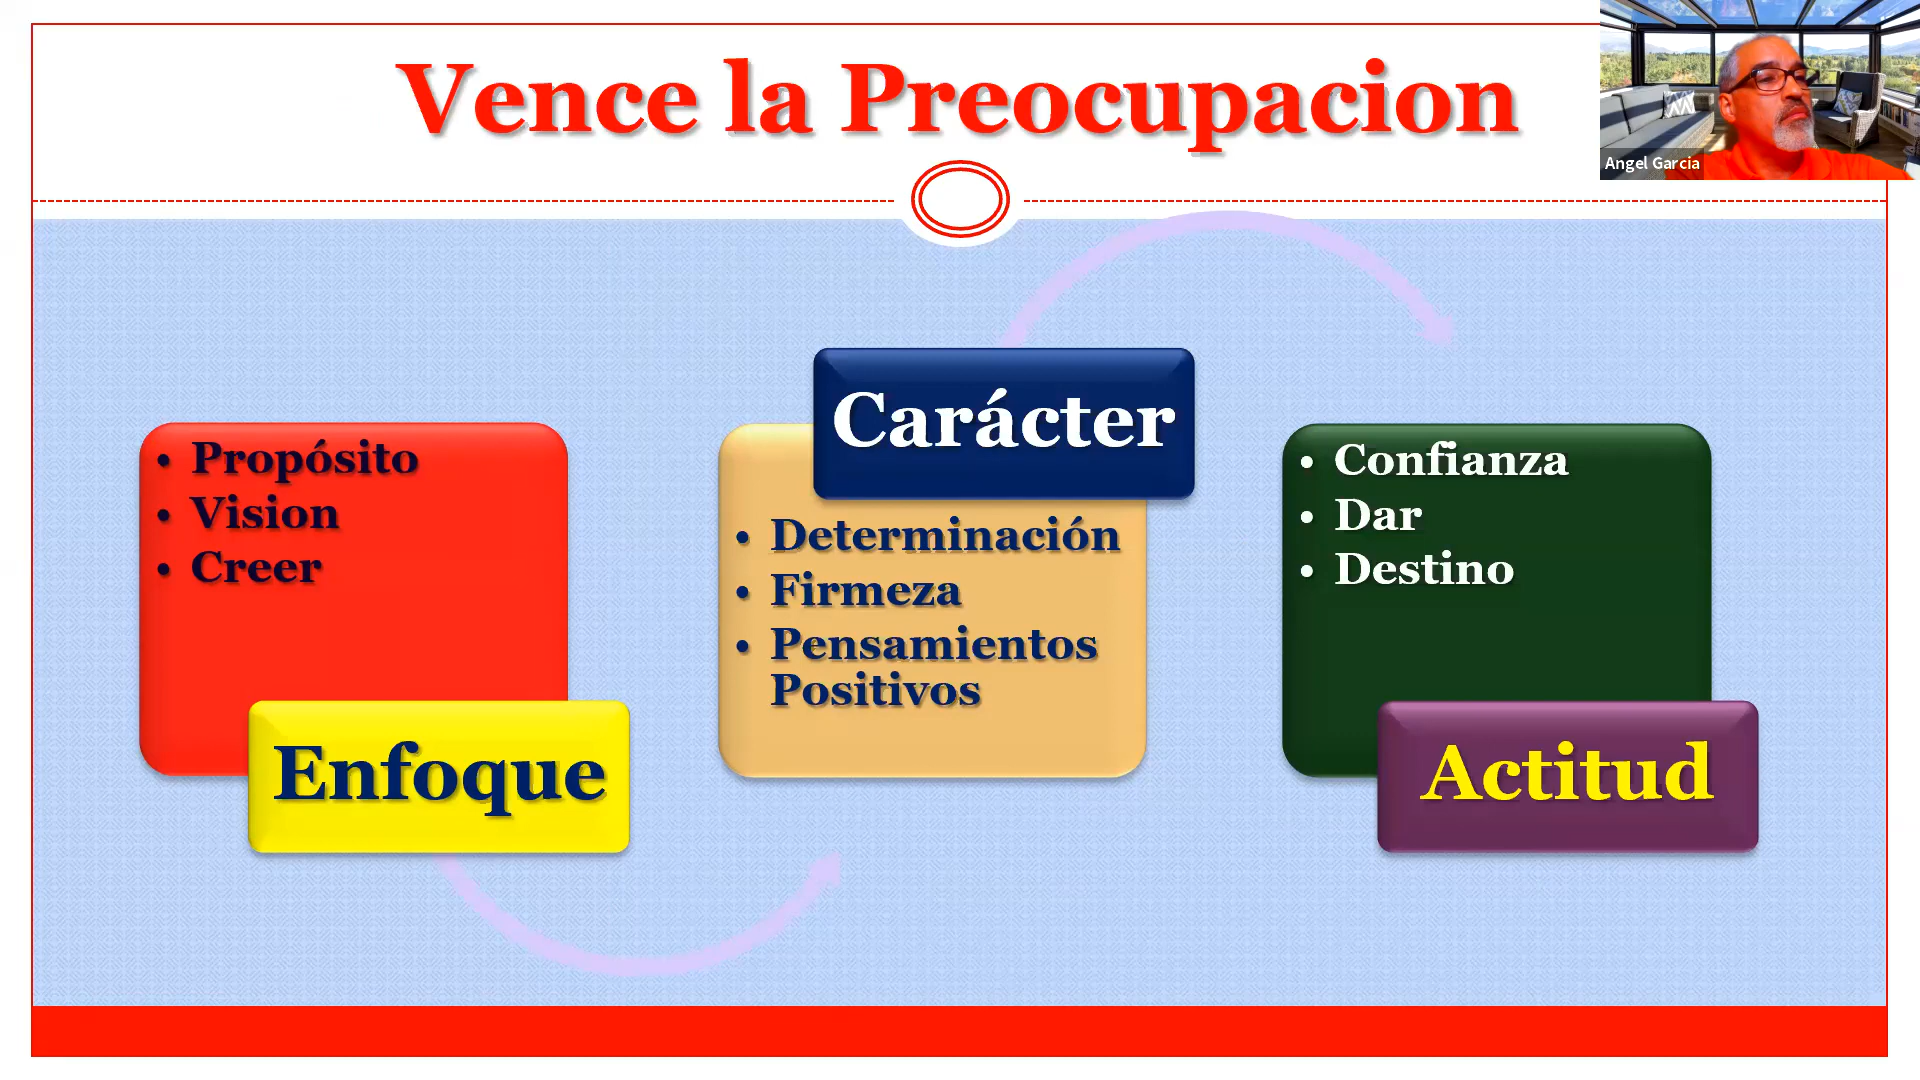 Vence la Preocupacion
Angel Garcia
• Propósito
• Vision
• Creer
Enfoque
Carácter
• Determinación
• Firmeza
• Pensamientos
Positivos
• Confianza
• Dar
• Destino
Actitud